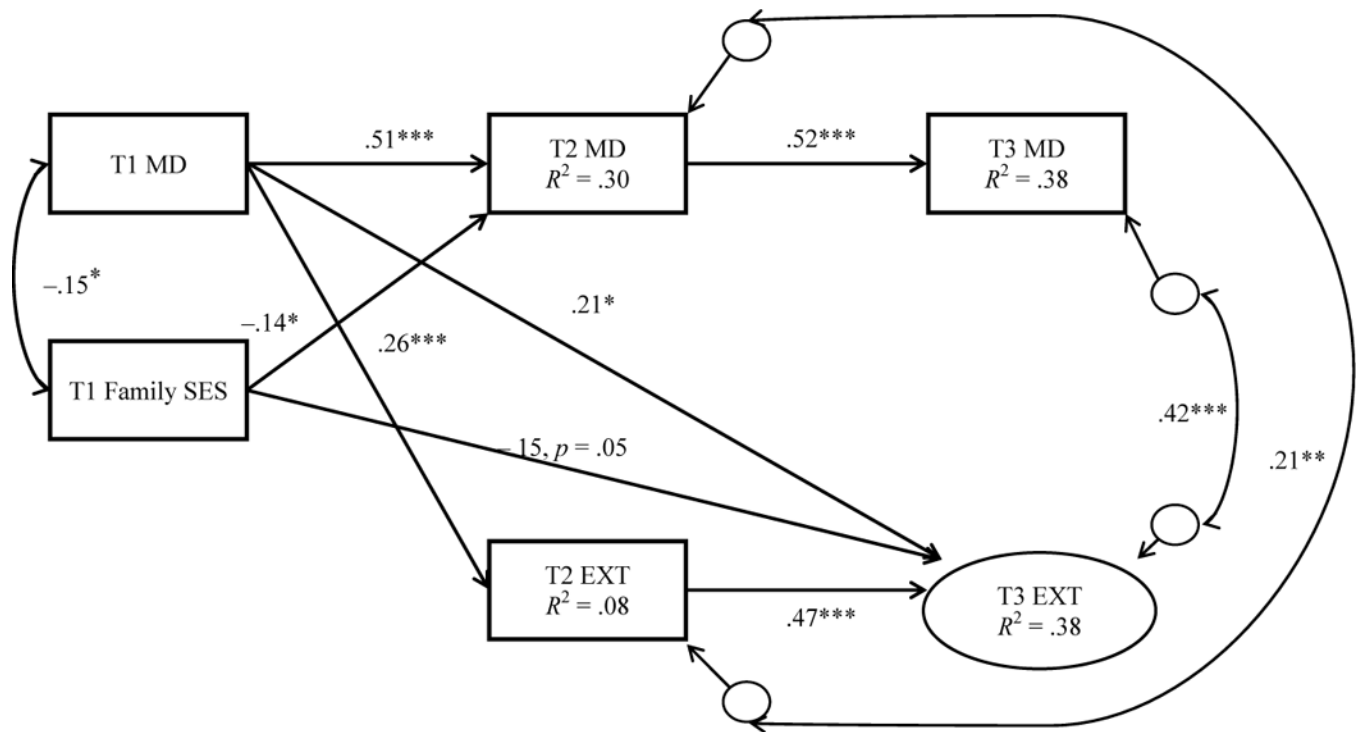 T1 MD
.51***
T2 MD
R² = .30
.52***
T3 MD
R² = .38
–.15*
–.14*
.26***
.21*
T1 Family SES
–.15, p = .05
.42***
.21**
T2 EXT
R² = .08
.47***
T3 EXT
R² = .38